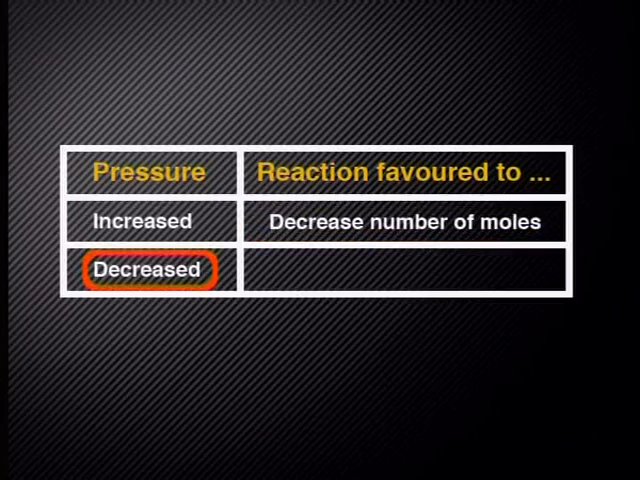 Pressure Reaction favoured to ...
Increased Decrease number of moles
Decreased